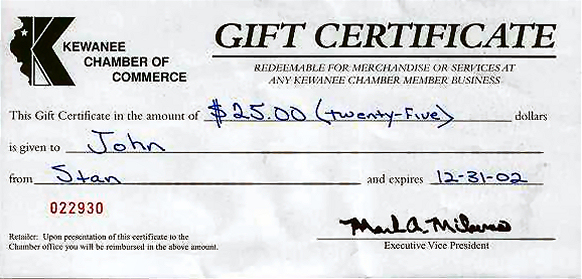 KEWANEE
CHAMBER OF
COMMERCE
GIFT CERTIFICATE
REDEEMABLE FOR MERCHANDISE OR SERVICES AT
ANY KEWANEE CHAMBER MEMBER BUSINESS
This Gift Certificate in the amount of $25.00 (twenty-Five) dollars
is given to John
from Stan and expires 12-31-02
022930
Mark A.
Retailer: Upon presentation of this certificate to the
Chamber office you will be reimbursed in the above amount.
Executive Vice President